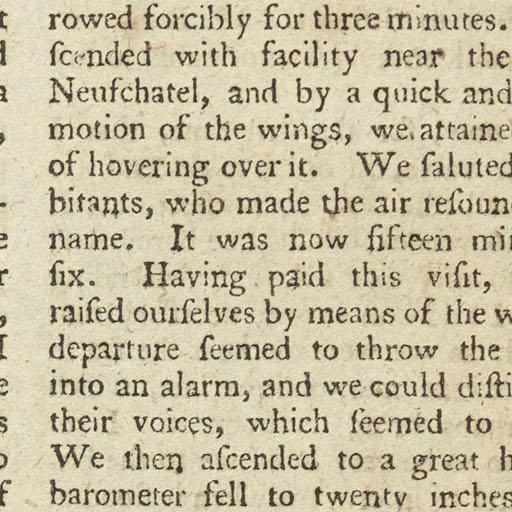 t rowed forcibly for three minutes.
d ſcended with facility near the
a Neufchatel, and by a quick and
, motion of the wings, we attaine
of hovering over it. We ſaluted
- bitants, who made the air reſoun
e name. It was now fifteen min
r ſix. Having paid this viſit,
, raiſed ourſelves by means of the w
I departure ſeemed to throw the
e into an alarm, and we could diſti
s their voices, which ſeemed to
o We then aſcended to a great h
f barometer fell to twenty inches